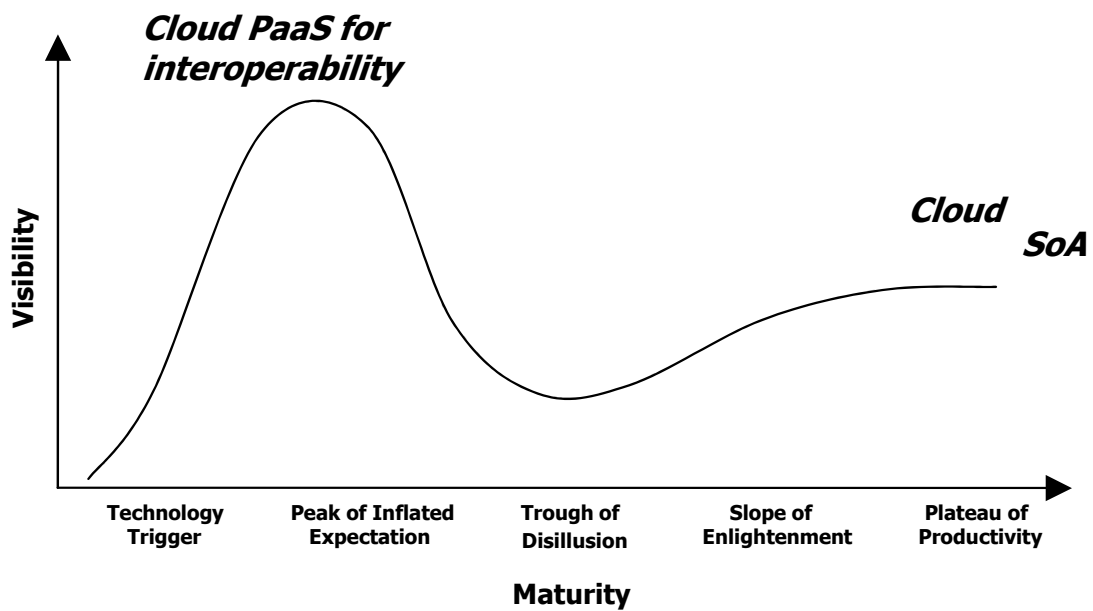 Cloud PaaS for
interoperability
Cloud
SoA
Visibility
Technology
Trigger
Peak of Inflated
Expectation
Trough of
Disillusion
Slope of
Enlightenment
Plateau of
Productivity
Maturity